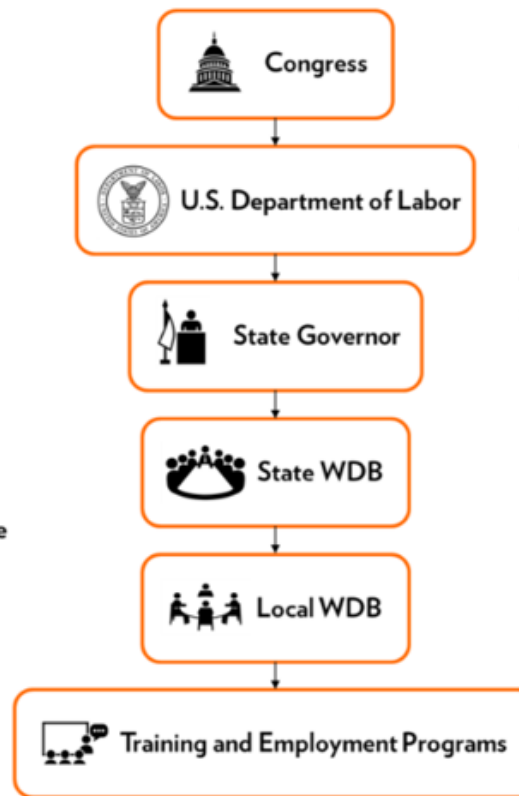 Congress
U.S. Department of Labor
State Governor
State WDB
Local WDB
Training and Employment Programs